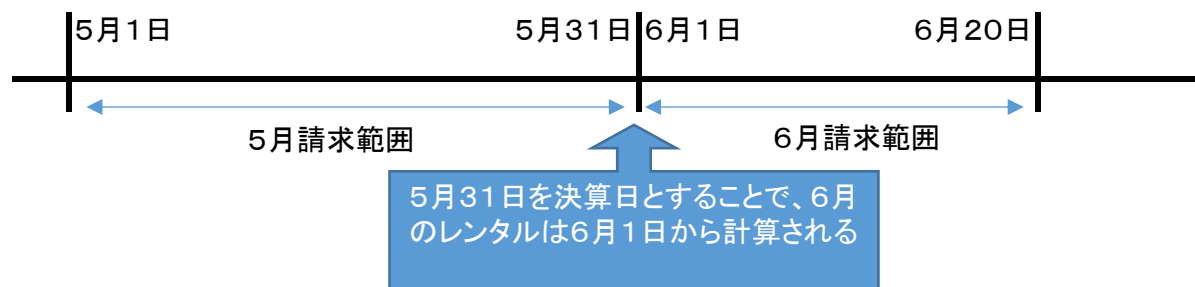 5月1日
5月31日
6月1日
6月20日
5月請求範囲
6月請求範囲
5月31日を決算日とすることで、6月
のレンタルは6月1日から計算される